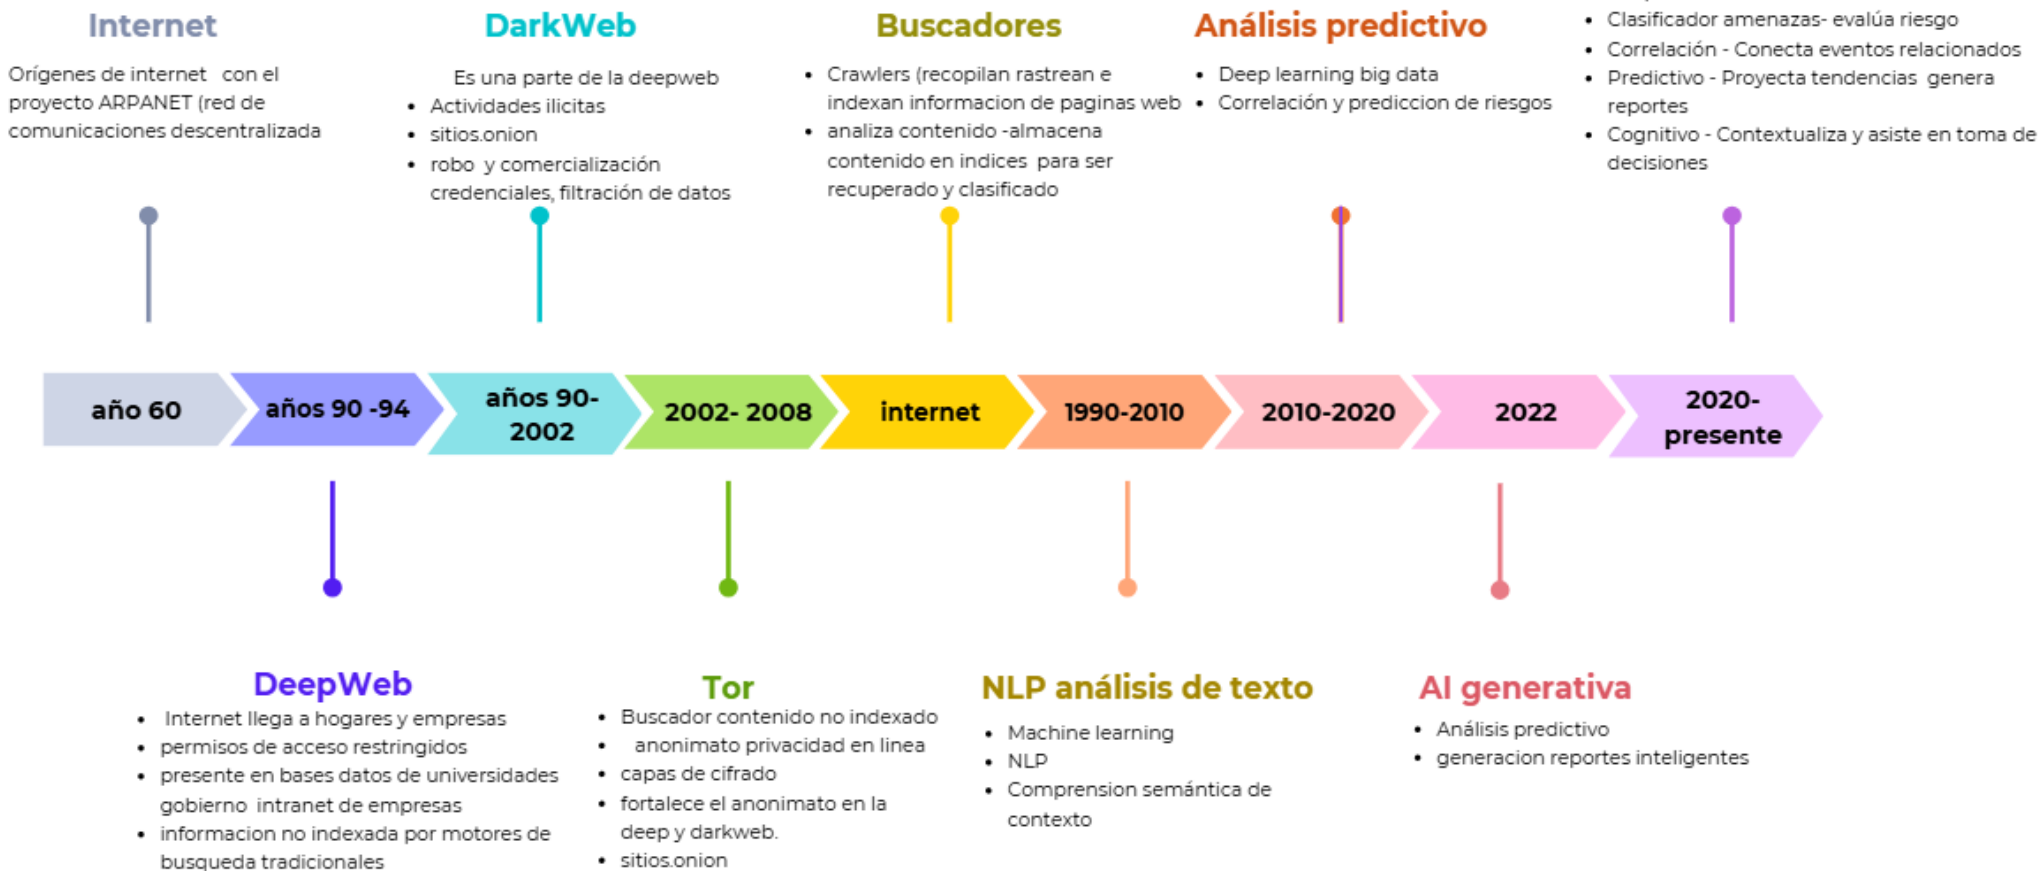 Internet
Orígenes de internet con el
proyecto ARPANET (red de
comunicaciones descentralizada
DarkWeb
Es una parte de la deepweb
• Actividades ilicitas
• sitios.onion
• robo y comercialización
credenciales, filtración de datos
Buscadores
• Crawlers (recopilan rastrean e
indexan informacion de paginas web
• analiza contenido -almacena
contenido en indices para ser
recuperado y clasificado
Análisis predictivo
• Deep learning big data
• Correlación y prediccion de riesgos
• Clasificador amenazas- evalúa riesgo
• Correlación - Conecta eventos relacionados
• Predictivo - Proyecta tendencias genera
reportes
• Cognitivo - Contextualiza y asiste en toma de
decisiones
año 60
años 90 -94
años 90-
2002
2002- 2008
internet
1990-2010
2010-2020
2022
2020-
presente
DeepWeb
• Internet llega a hogares y empresas
• permisos de acceso restringidos
• presente en bases datos de universidades
gobierno intranet de empresas
• informacion no indexada por motores de
busqueda tradicionales
Tor
• Buscador contenido no indexado
• anonimato privacidad en linea
• capas de cifrado
• fortalece el anonimato en la
deep y darkweb.
• sitios.onion
NLP análisis de texto
• Machine learning
• NLP
• Comprension semántica de
contexto
AI generativa
• Análisis predictivo
• generacion reportes inteligentes